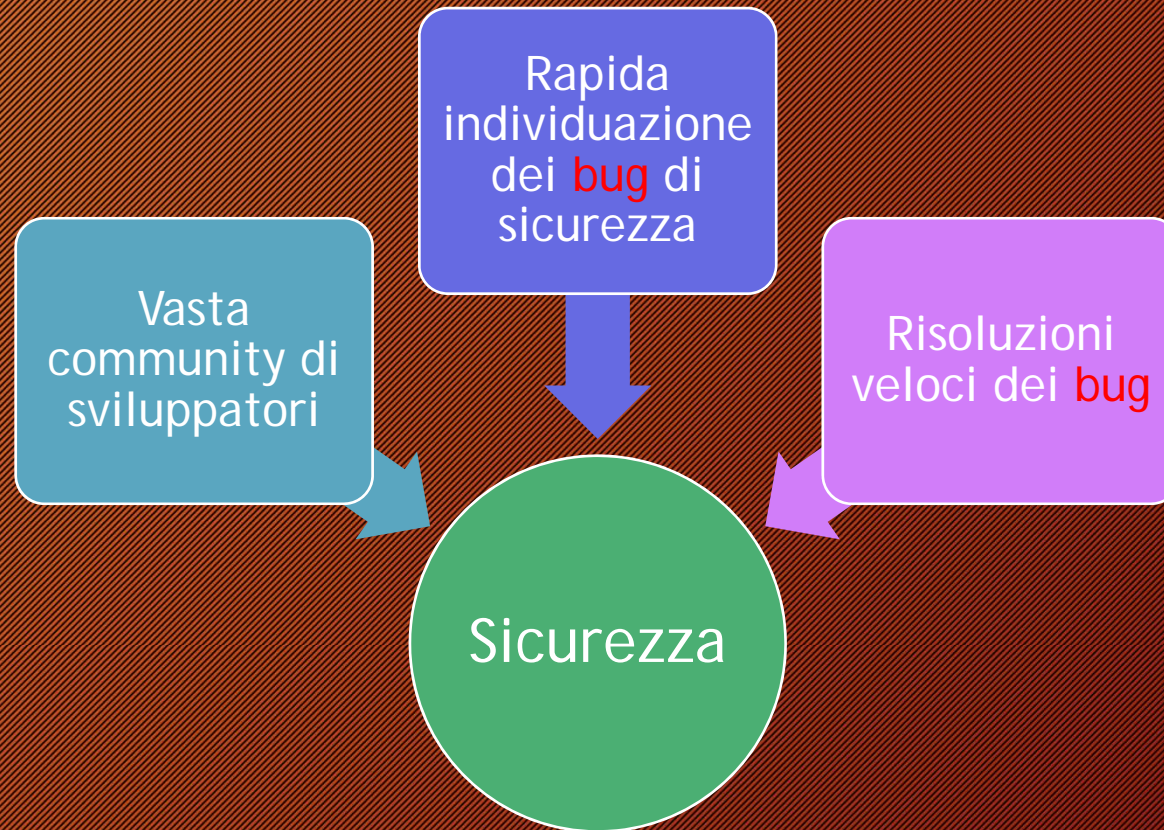 Rapida
individuazione
dei bug di
sicurezza
Vasta
community di
sviluppatori
Risoluzioni
veloci dei bug
Sicurezza